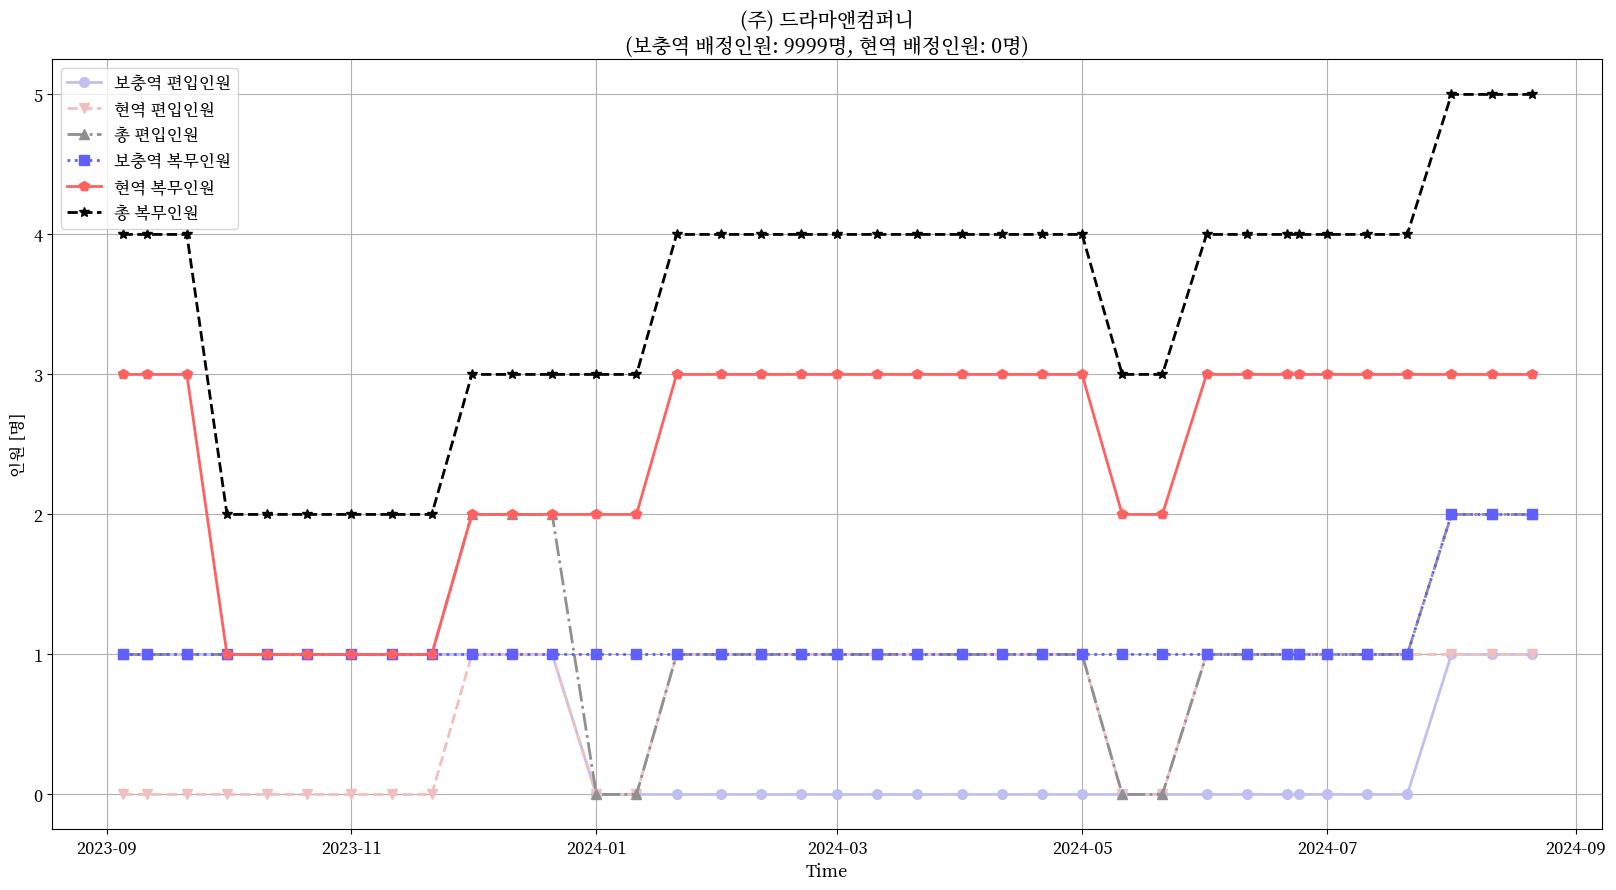 (주) 드라마앤컴퍼니
(보충역 배정인원: 9999명, 현역 배정인원: 0명)
보충역 편입인원
현역 편입인원
총 편입인원
보충역 복무인원
현역 복무인원
총 복무인원
5
4
3
2
1
0
인원 [명]
2023-09 2023-11 2024-01 2024-03 2024-05 2024-07 2024-09
Time